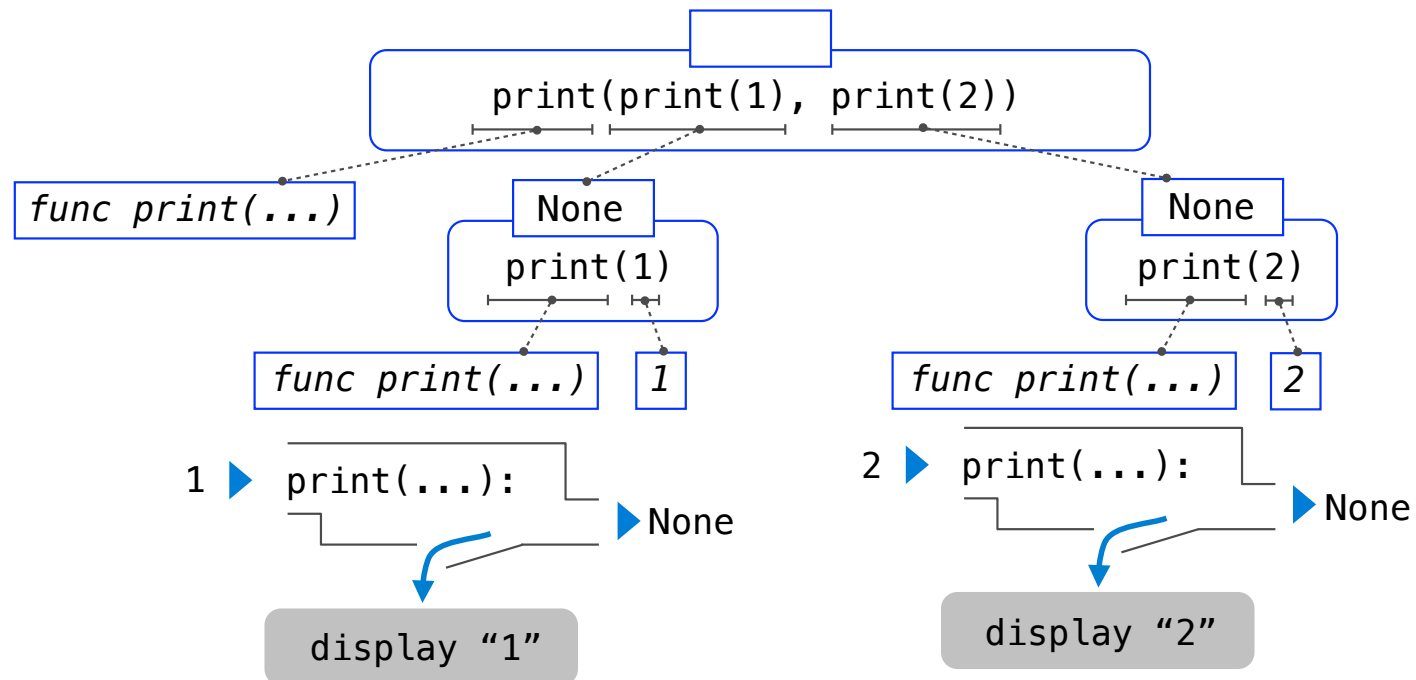 print(print(1), print(2))
func print(...)
None
None
print(1)
print(2)
func print(...)
1
func print(...)
2
1
print(...):
None
2
print(...):
None
display “1”
display “2”